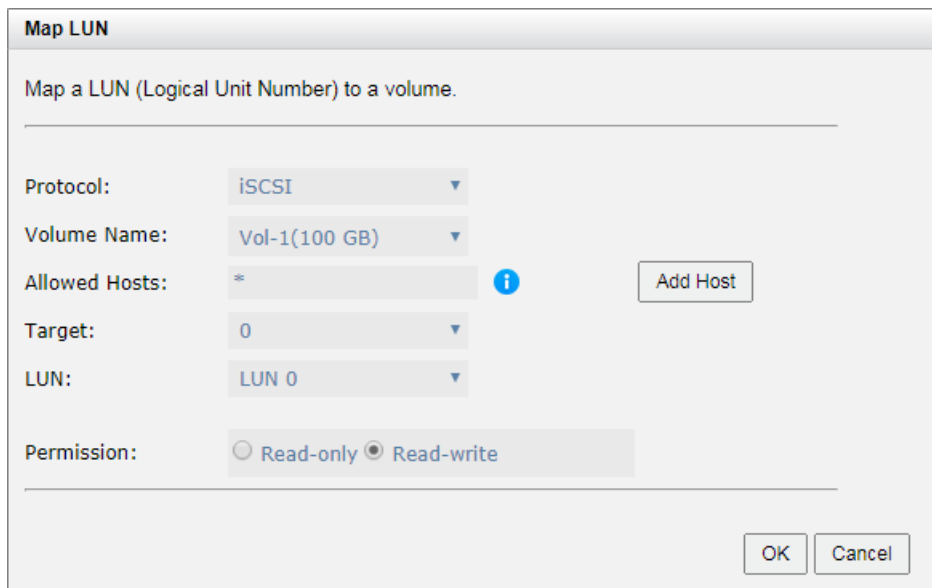 Map LUN
Map a LUN (Logical Unit Number) to a volume.
Protocol: iSCSI
Volume Name: Vol-1(100 GB)
Allowed Hosts: * i Add Host
Target: 0
LUN: LUN 0
Permission: Read-only Read-write
OK Cancel